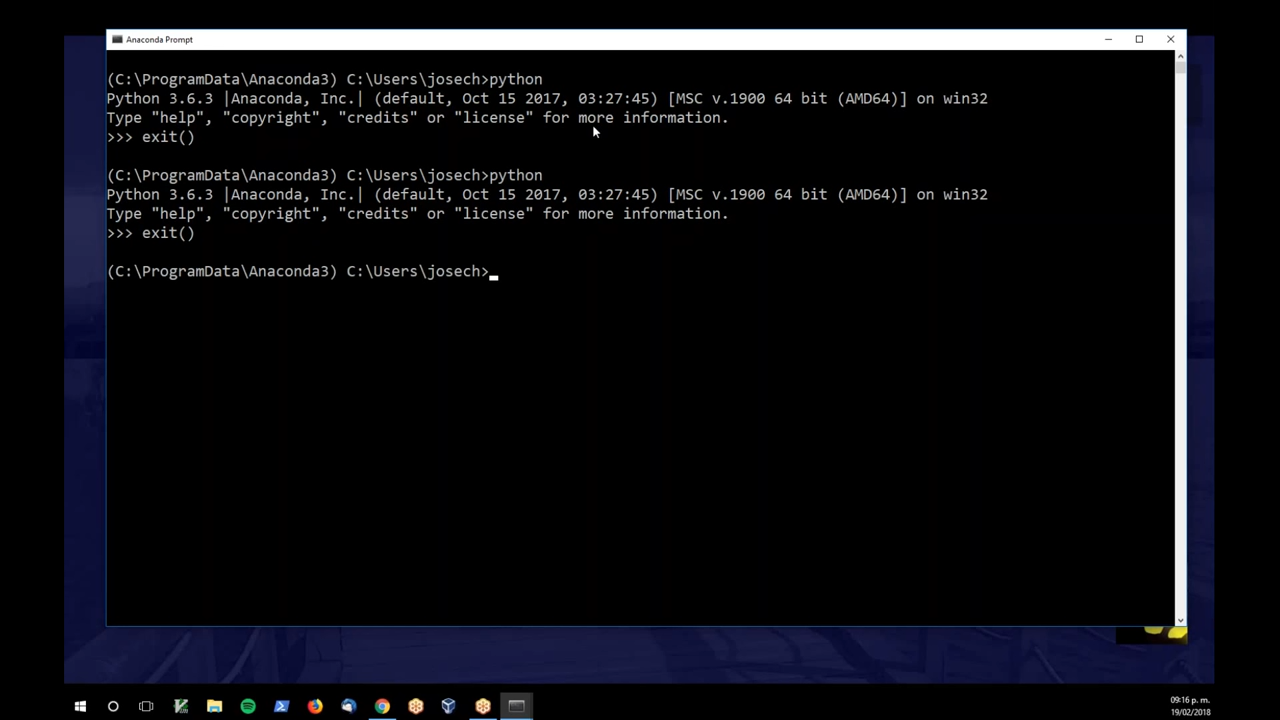 Anaconda Prompt
(C:\ProgramData\Anaconda3) C:\Users\josech>python
Python 3.6.3 |Anaconda, Inc.| (default, Oct 15 2017, 03:27:45) [MSC v.1900 64 bit (AMD64)] on win32
Type "help", "copyright", "credits" or "license" for more information.
>>> exit()
(C:\ProgramData\Anaconda3) C:\Users\josech>python
Python 3.6.3 |Anaconda, Inc.| (default, Oct 15 2017, 03:27:45) [MSC v.1900 64 bit (AMD64)] on win32
Type "help", "copyright", "credits" or "license" for more information.
>>> exit()
(C:\ProgramData\Anaconda3) C:\Users\josech>
09:16 p. m.
19/02/2018